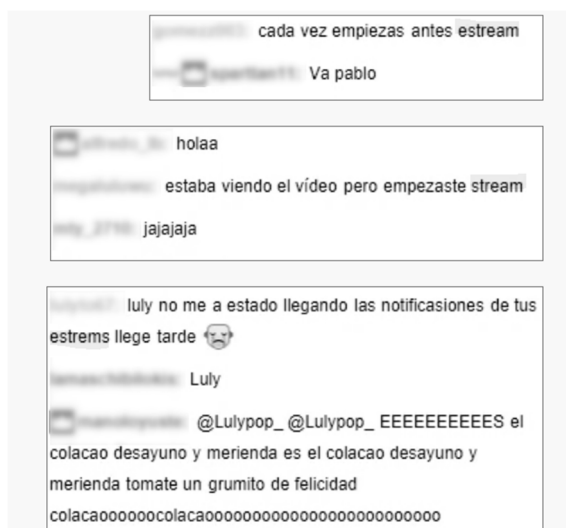 cada vez empiezas antes estream
Va pablo
holaa
estaba viendo el vídeo pero empezaste stream
jajajaja
luly no me a estado llegando las notificasiones de tus
estrems llege tarde
Luly
@Lulypop_ @Lulypop_ EEEEEEEEEES el
colacao desayuno y merienda es el colacao desayuno y
merienda tomate un grumito de felicidad
colacaoooooocolacaooooooooooooooooooooooooo